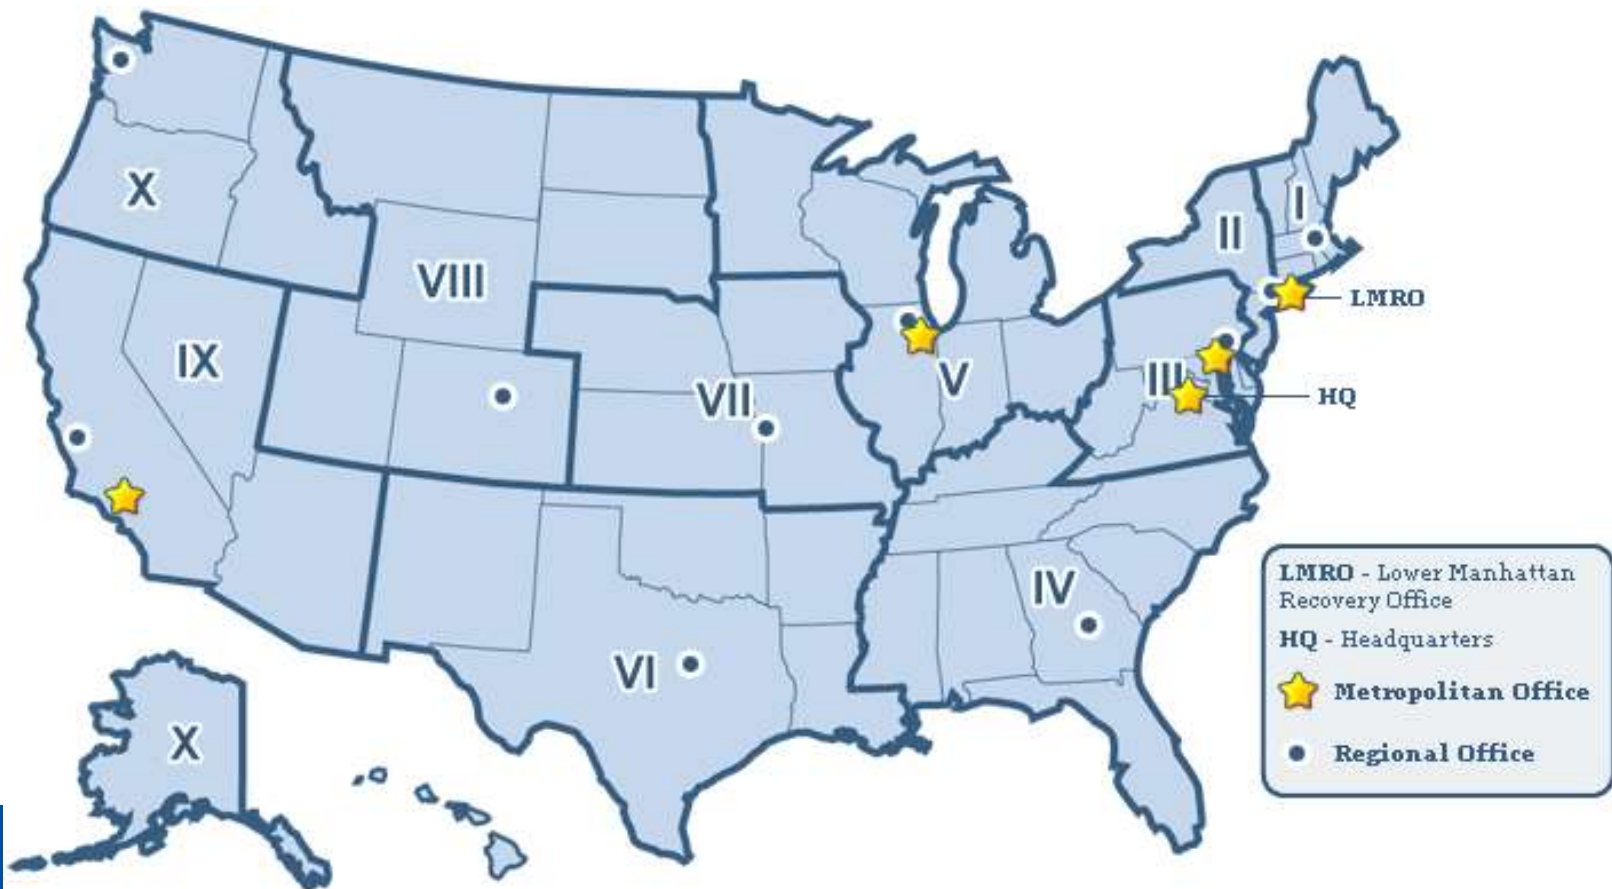 X
I
II
VIII
LMRO
IX
V
VII
III
HQ
IV
VI
X
LMRO - Lower Manhattan
Recovery Office
HQ - Headquarters
Metropolitan Office
Regional Office